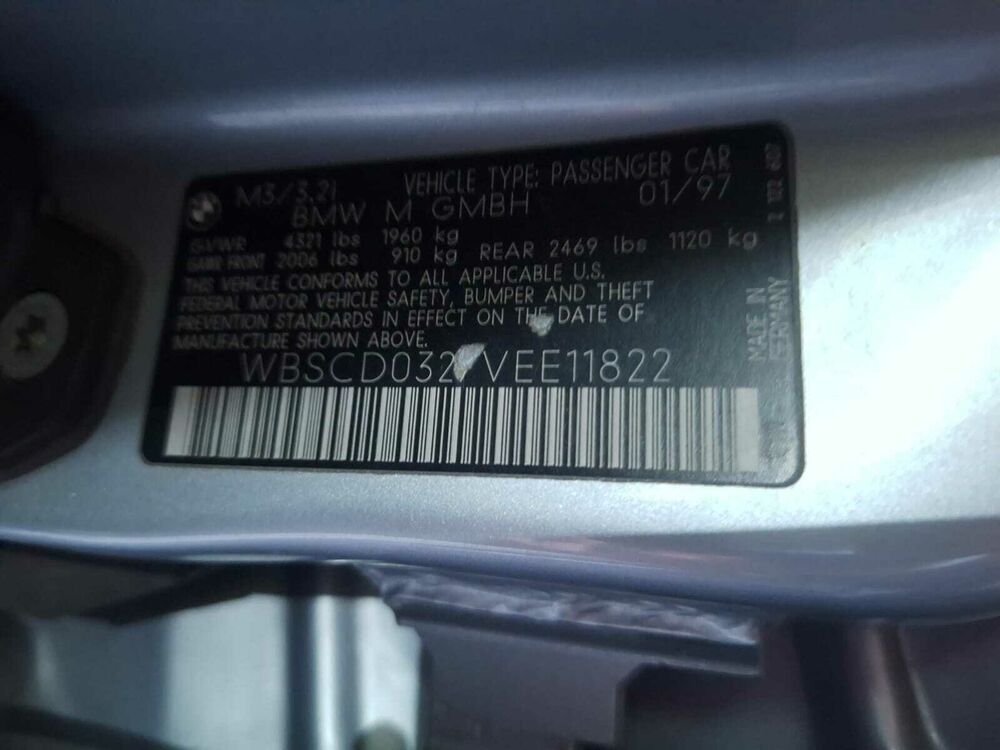 M3/3,2i VEHICLE TYPE: PASSENGER CAR
BMW M GMBH 01/97
GVWR 4321 lbs 1960 kg
GAWR FRONT 2006 lbs 910 kg REAR 2469 lbs 1120 kg
THIS VEHICLE CONFORMS TO ALL APPLICABLE U.S.
FEDERAL MOTOR VEHICLE SAFETY, BUMPER AND THEFT
PREVENTION STANDARDS IN EFFECT ON THE DATE OF
MANUFACTURE SHOWN ABOVE.
WBSCD032 VEE11822
MADE IN
GERMANY